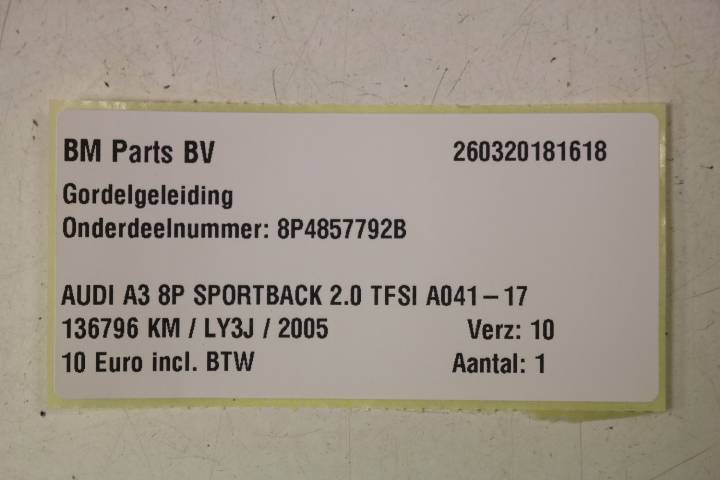 BM Parts BV 260320181618
Gordelgeleiding
Onderdeelnummer: 8P4857792B
AUDI A3 8P SPORTBACK 2.0 TFSI A041-17
136796 KM / LY3J / 2005 Verz: 10
10 Euro incl. BTW Aantal: 1